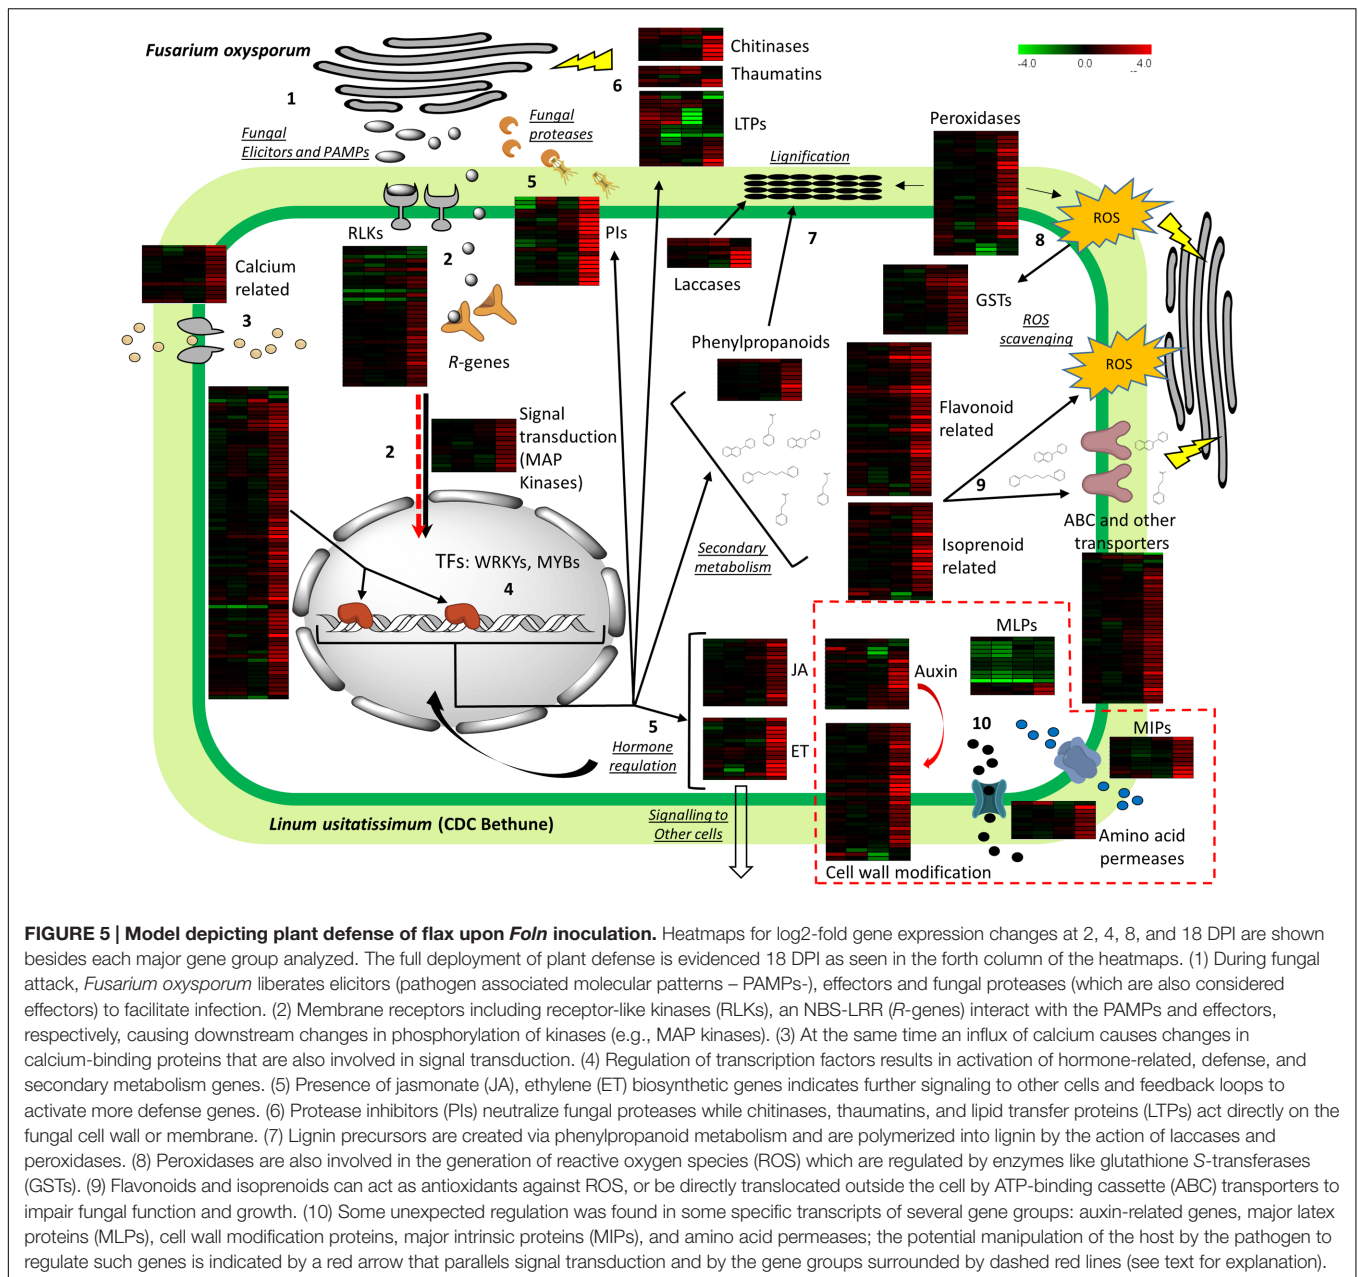 Fusarium oxysporum
1
6
Chitinases
Thaumatins
LTPs
-4.0 0.0 4.0
--
Fungal
Elicitors and PAMPs
Fungal
proteases
5
PIs
Lignification
Peroxidases
ROS
8
7
RLKs
2
R-genes
Calcium
related
3
Laccases
GSTs
ROS
scavenging
ROS
Phenylpropanoids
Flavonoid
related
Signal
transduction
(MAP
Kinases)
2
9
ABC and other
transporters
Isoprenoid
related
Secondary
metabolism
TFs: WRKYs, MYBs
4
MLPs
JA
Auxin
5
10
Hormone
regulation
ET
MIPs
Linum usitatissimum (CDC Bethune)
Signalling to
Other cells
Amino acid
permeases
Cell wall modification
FIGURE 5 | Model depicting plant defense of flax upon Foln inoculation. Heatmaps for log2-fold gene expression changes at 2, 4, 8, and 18 DPI are shown
besides each major gene group analyzed. The full deployment of plant defense is evidenced 18 DPI as seen in the forth column of the heatmaps. (1) During fungal
attack, Fusarium oxysporum liberates elicitors (pathogen associated molecular patterns – PAMPs-), effectors and fungal proteases (which are also considered
effectors) to facilitate infection. (2) Membrane receptors including receptor-like kinases (RLKs), an NBS-LRR (R-genes) interact with the PAMPs and effectors,
respectively, causing downstream changes in phosphorylation of kinases (e.g., MAP kinases). (3) At the same time an influx of calcium causes changes in
calcium-binding proteins that are also involved in signal transduction. (4) Regulation of transcription factors results in activation of hormone-related, defense, and
secondary metabolism genes. (5) Presence of jasmonate (JA), ethylene (ET) biosynthetic genes indicates further signaling to other cells and feedback loops to
activate more defense genes. (6) Protease inhibitors (PIs) neutralize fungal proteases while chitinases, thaumatins, and lipid transfer proteins (LTPs) act directly on the
fungal cell wall or membrane. (7) Lignin precursors are created via phenylpropanoid metabolism and are polymerized into lignin by the action of laccases and
peroxidases. (8) Peroxidases are also involved in the generation of reactive oxygen species (ROS) which are regulated by enzymes like glutathione S-transferases
(GSTs). (9) Flavonoids and isoprenoids can act as antioxidants against ROS, or be directly translocated outside the cell by ATP-binding cassette (ABC) transporters to
impair fungal function and growth. (10) Some unexpected regulation was found in some specific transcripts of several gene groups: auxin-related genes, major latex
proteins (MLPs), cell wall modification proteins, major intrinsic proteins (MIPs), and amino acid permeases; the potential manipulation of the host by the pathogen to
regulate such genes is indicated by a red arrow that parallels signal transduction and by the gene groups surrounded by dashed red lines (see text for explanation).